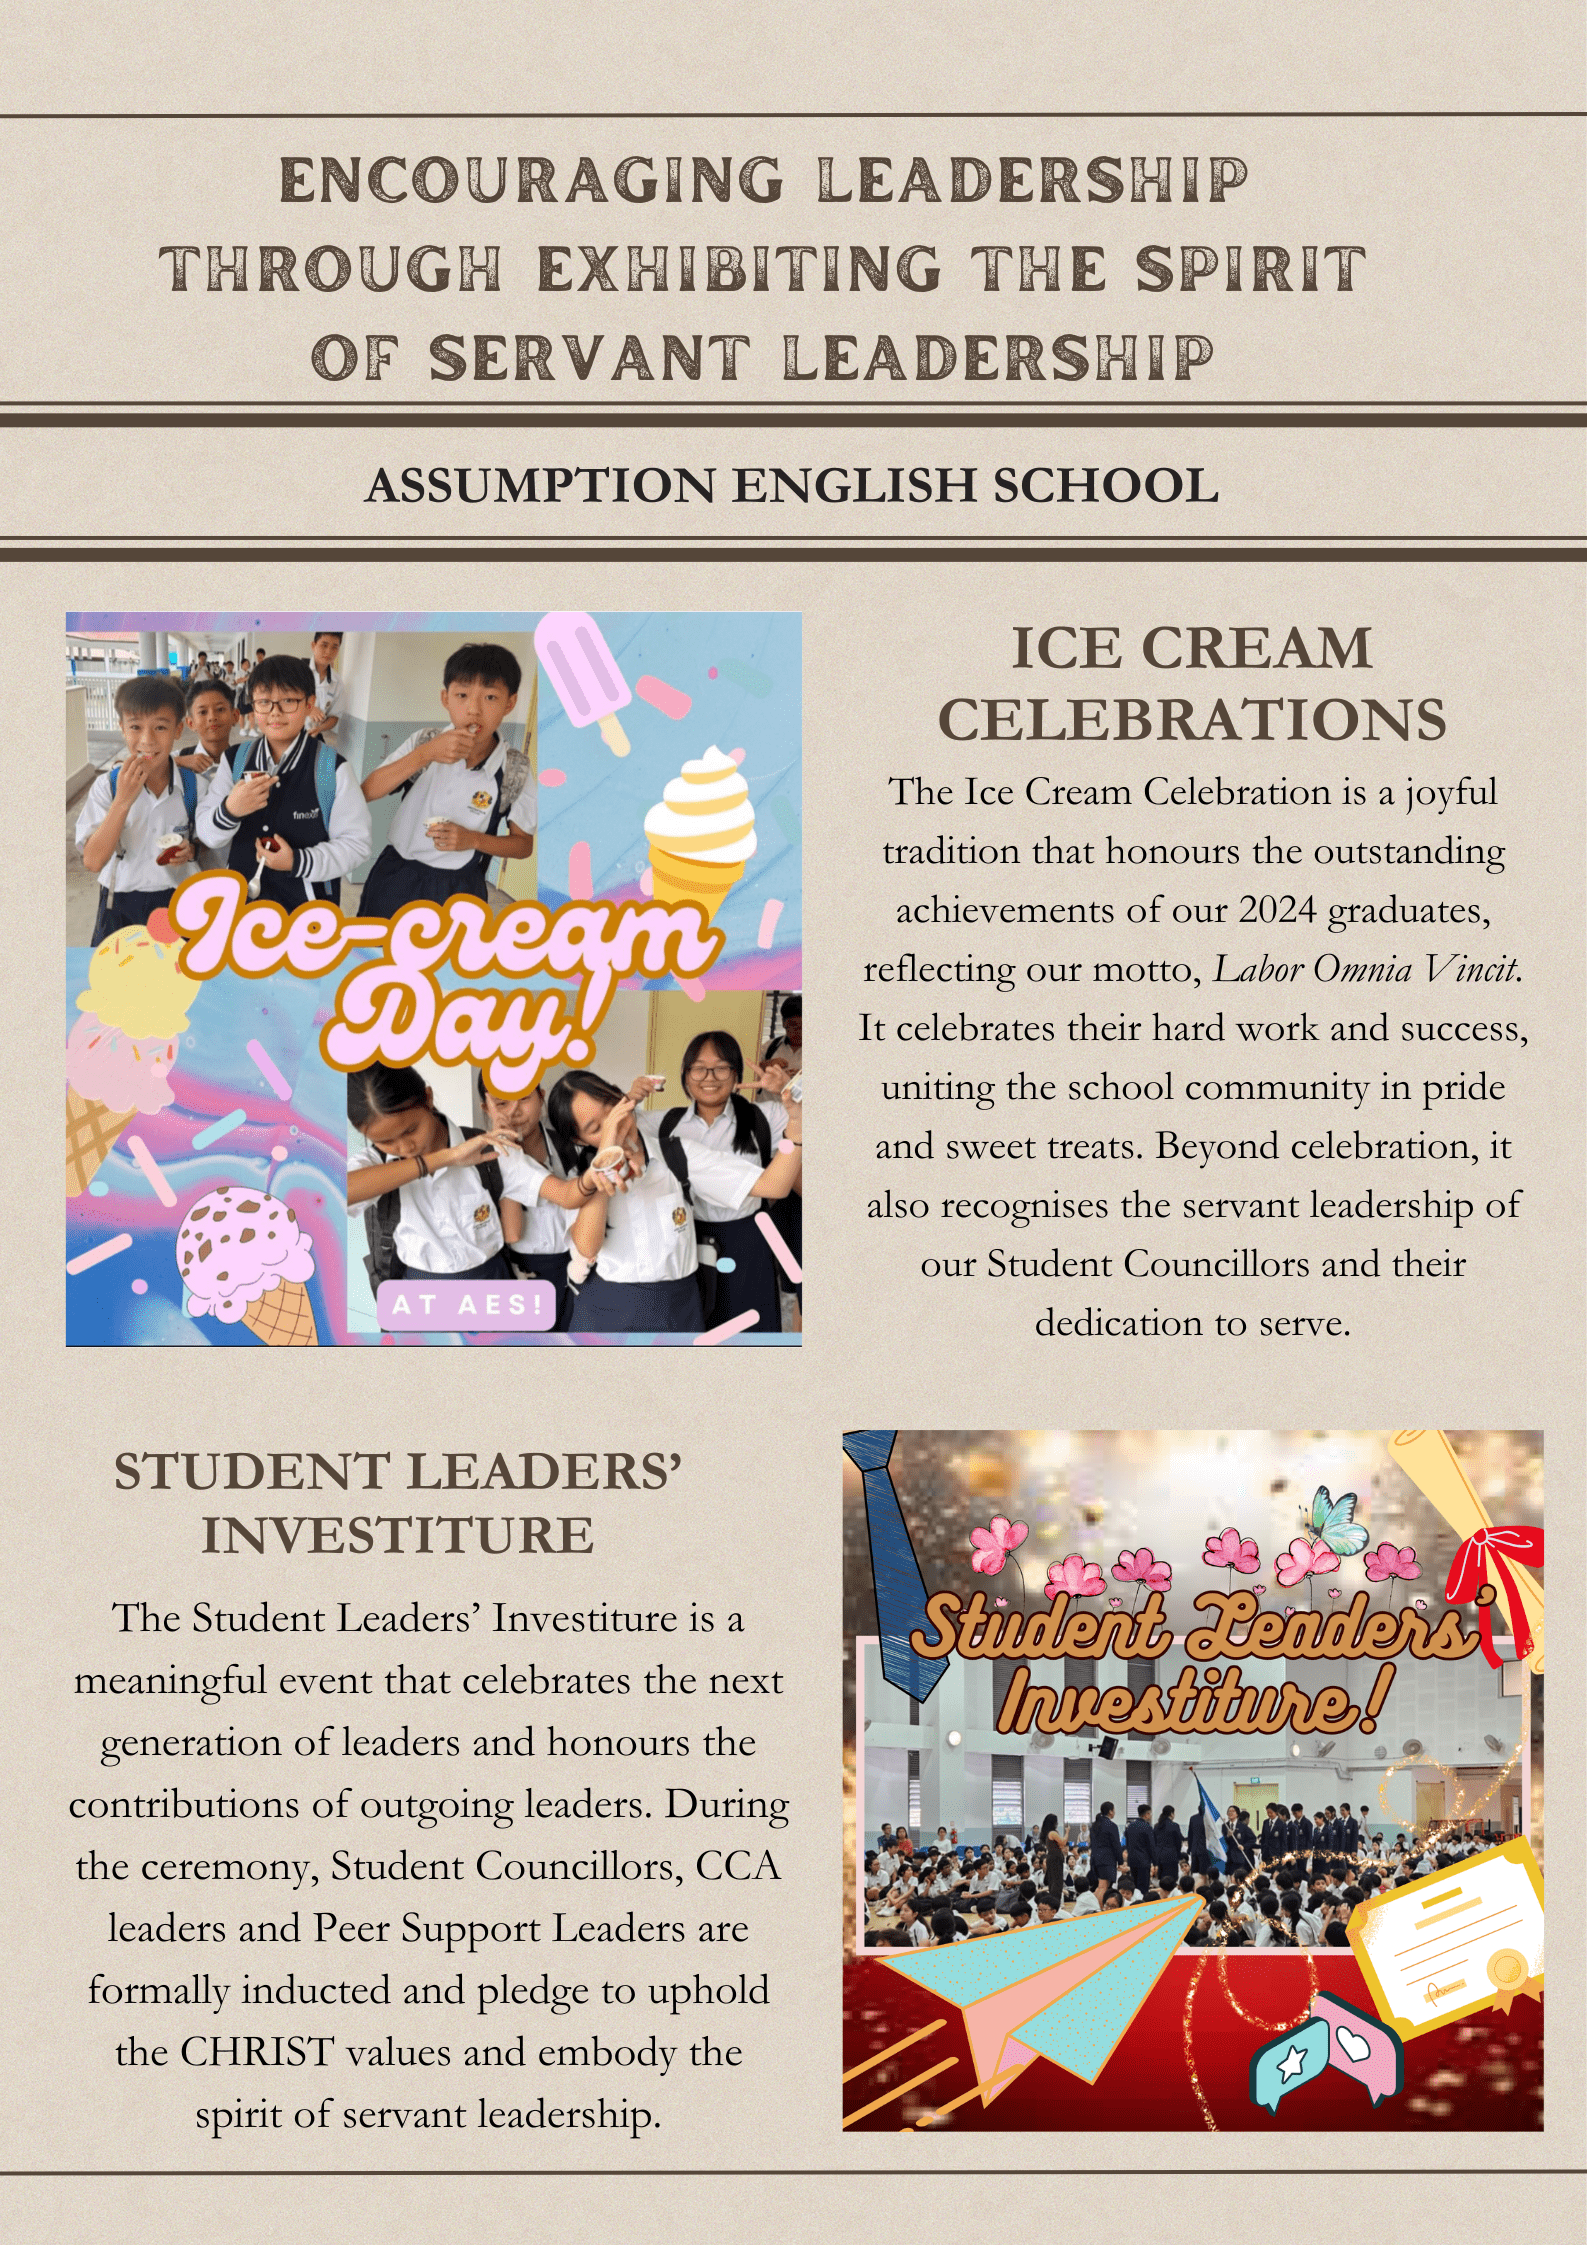 ENCOURAGING LEADERSHIP
THROUGH EXHIBITING THE SPIRIT
OF SERVANT LEADERSHIP
ASSUMPTION ENGLISH SCHOOL
Ice-cream
Day!
AT AES!
ICE CREAM
CELEBRATIONS
The Ice Cream Celebration is a joyful
tradition that honours the outstanding
achievements of our 2024 graduates,
reflecting our motto, Labor Omnia Vincit.
It celebrates their hard work and success,
uniting the school community in pride
and sweet treats. Beyond celebration, it
also recognises the servant leadership of
our Student Councillors and their
dedication to serve.
STUDENT LEADERS’
INVESTITURE
The Student Leaders’ Investiture is a
meaningful event that celebrates the next
generation of leaders and honours the
contributions of outgoing leaders. During
the ceremony, Student Councillors, CCA
leaders and Peer Support Leaders are
formally inducted and pledge to uphold
the CHRIST values and embody the
spirit of servant leadership.
Student Leaders’
Investiture!